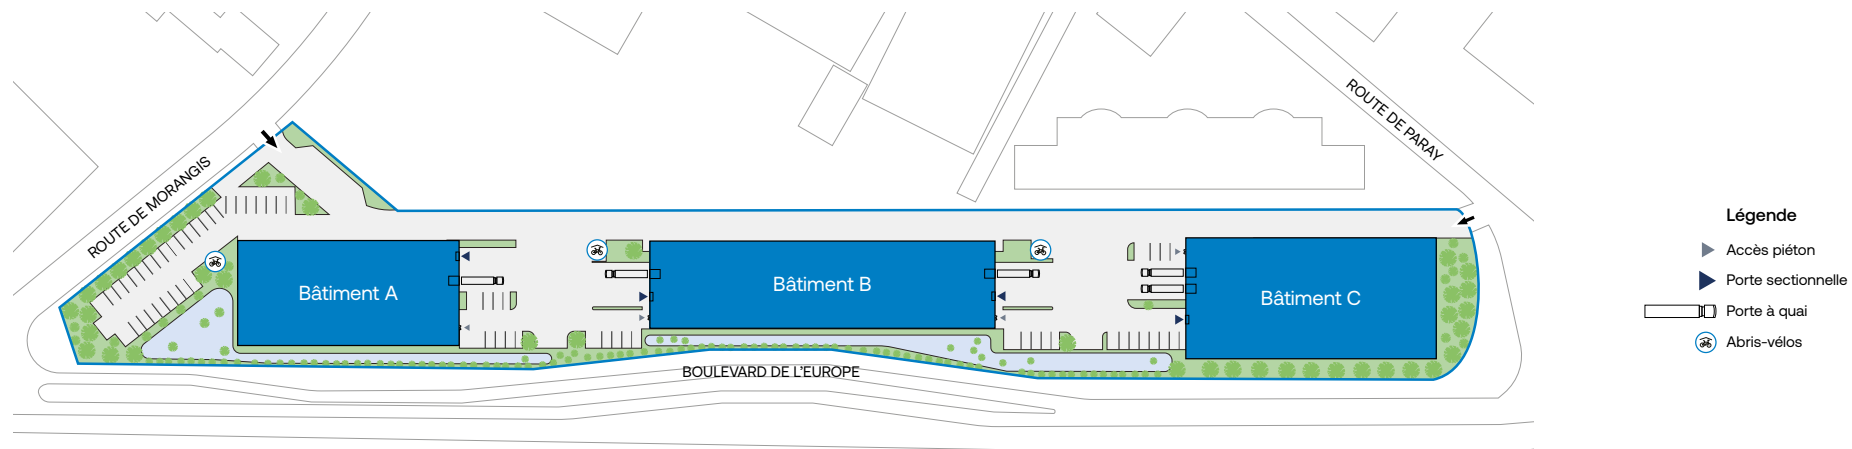 ROUTE DE MORANGIS
Bâtiment A
Bâtiment B
Bâtiment C
ROUTE DE PARAY
BOULEVARD DE L'EUROPE
Légende
Accès piéton
Porte sectionnelle
Porte à quai
Abris-vélos